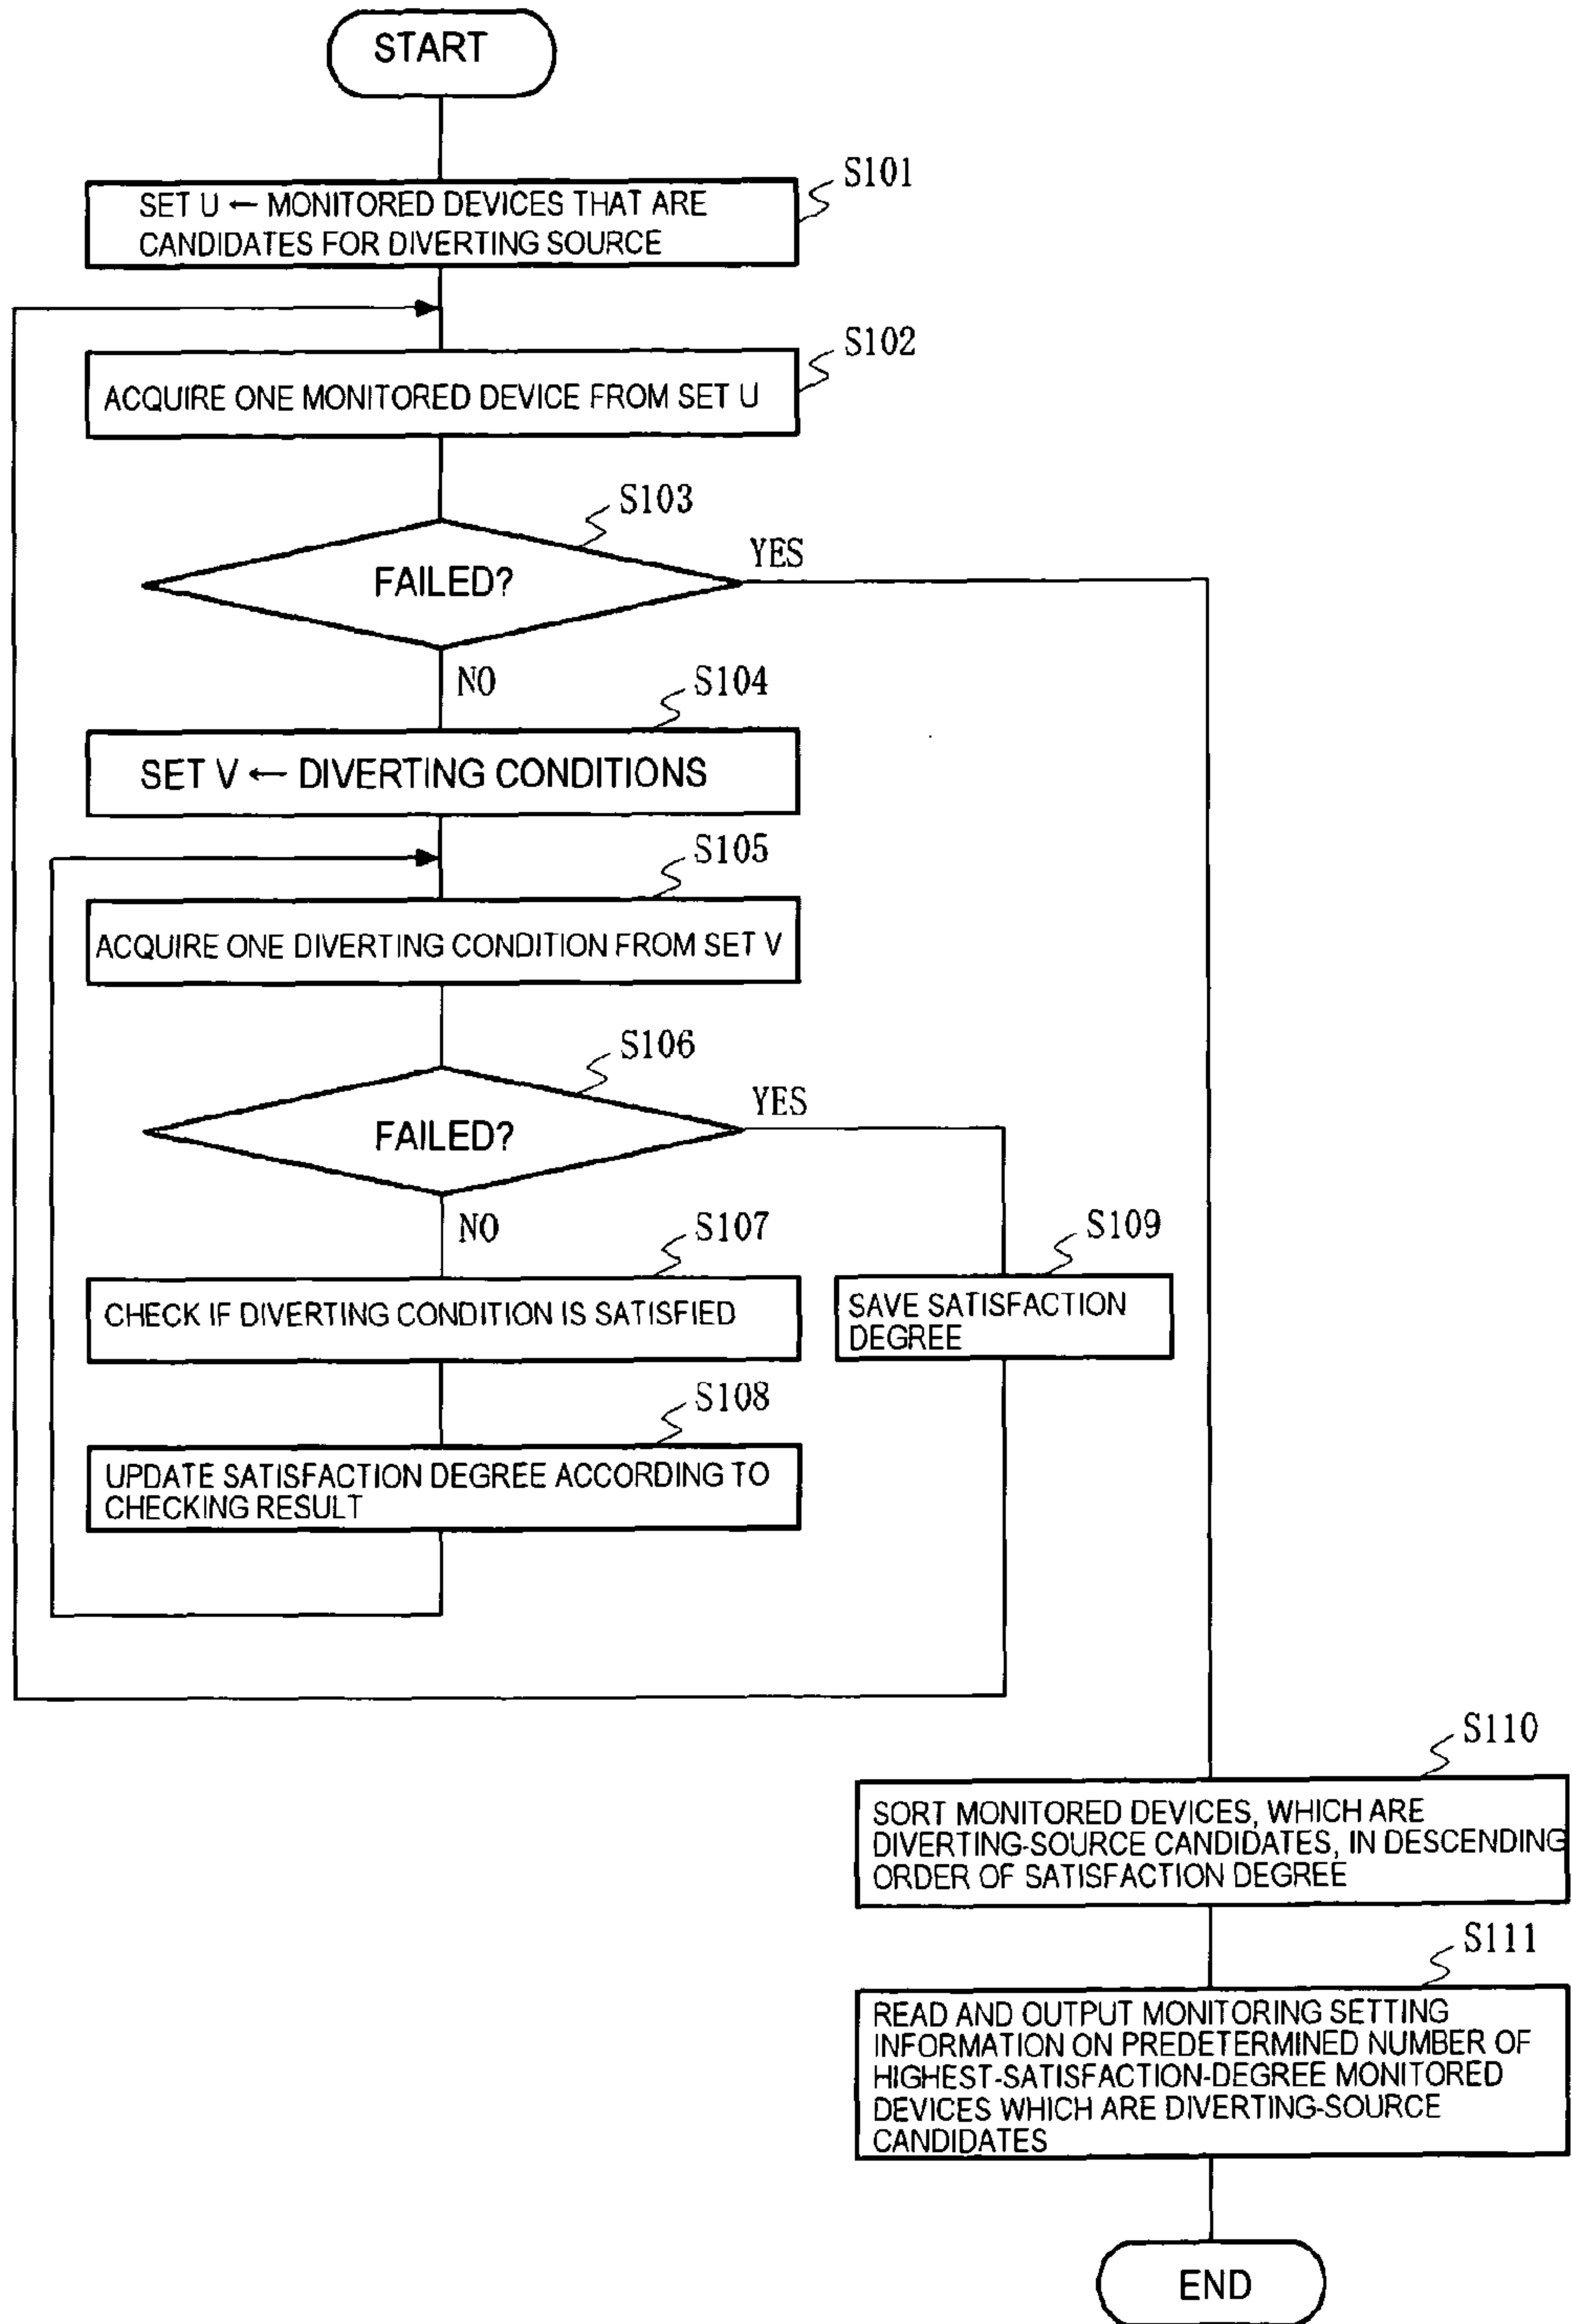 START
S101
SET U ← MONITORED DEVICES THAT ARE
CANDIDATES FOR DIVERTING SOURCE
S102
ACQUIRE ONE MONITORED DEVICE FROM SET U
S103
FAILED?
YES
NO
S104
SET V ← DIVERTING CONDITIONS
S105
ACQUIRE ONE DIVERTING CONDITION FROM SET V
S106
FAILED?
YES
NO
S107
CHECK IF DIVERTING CONDITION IS SATISFIED
S109
SAVE SATISFACTION
DEGREE
S108
UPDATE SATISFACTION DEGREE ACCORDING TO
CHECKING RESULT
S110
SORT MONITORED DEVICES, WHICH ARE
DIVERTING-SOURCE CANDIDATES, IN DESCENDING
ORDER OF SATISFACTION DEGREE
S111
READ AND OUTPUT MONITORING SETTING
INFORMATION ON PREDETERMINED NUMBER OF
HIGHEST-SATISFACTION-DEGREE MONITORED
DEVICES WHICH ARE DIVERTING-SOURCE
CANDIDATES
END